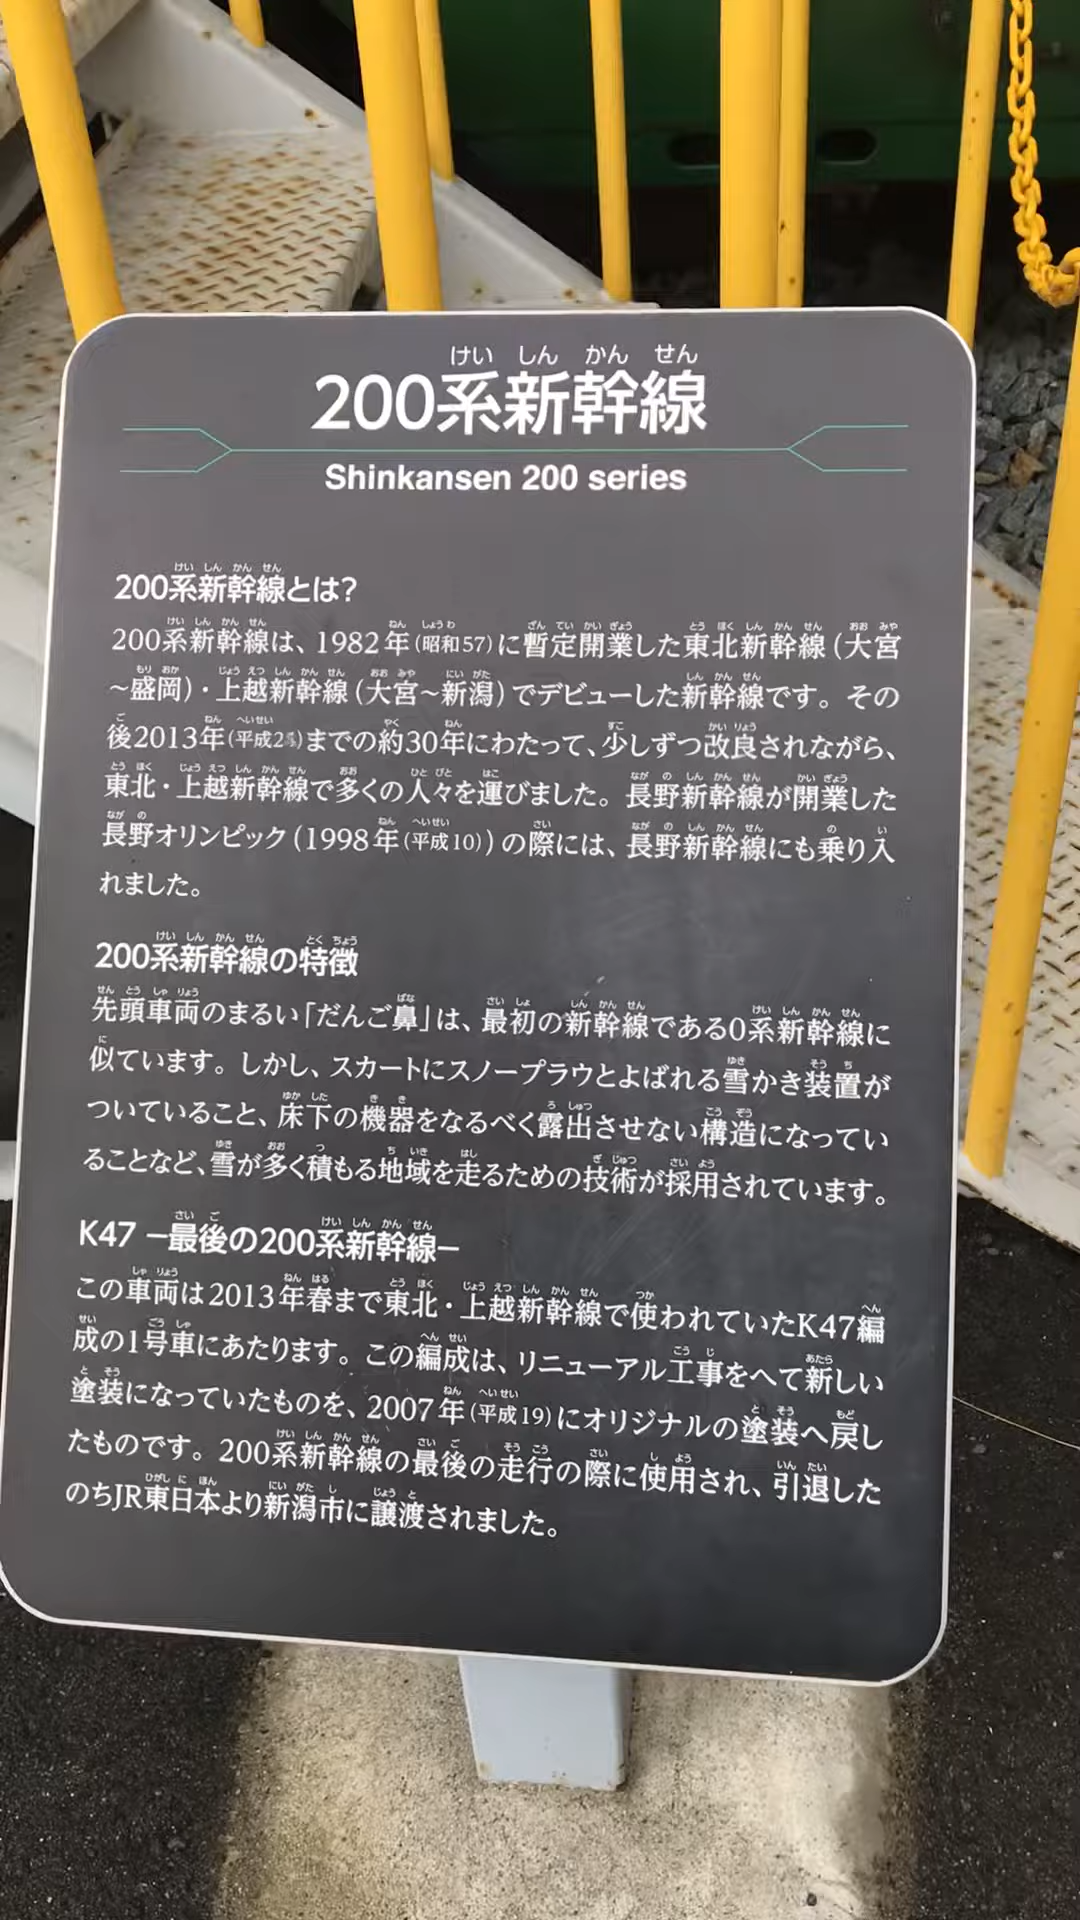 200系新幹線
Shinkansen 200 series
200系新幹線とは?
200系新幹線は、1982年(昭和57)に暫定開業した東北新幹線(大宮
~盛岡)・上越新幹線(大宮~新潟)でデビューした新幹線です。その
後2013年(平成2)までの約30年にわたって、少しずつ改良されながら、
東北・上越新幹線で多くの人々を運びました。長野新幹線が開業した
長野オリンピック(1998年(平成10))の際には、長野新幹線にも乗り入
れました。
200系新幹線の特徴
先頭車両のまるい「だんご鼻」は、最初の新幹線である0系新幹線に
似ています。しかし、スカートにスノープラウとよばれる雪かき装置が
ついていること、床下の機器をなるべく露出させない構造になってい
ることなど、雪が多く積もる地域を走るための技術が採用されています。
K47 ー最後の200系新幹線ー
この車両は2013年春まで東北・上越新幹線で使われていたK47編
成の1号車にあたります。この編成は、リニューアル工事をへて新しい
塗装になっていたものを、2007年(平成19)にオリジナルの塗装へ戻し
たものです。200系新幹線の最後の走行の際に使用され、引退した
のちJR東日本より新潟市に譲渡されました。